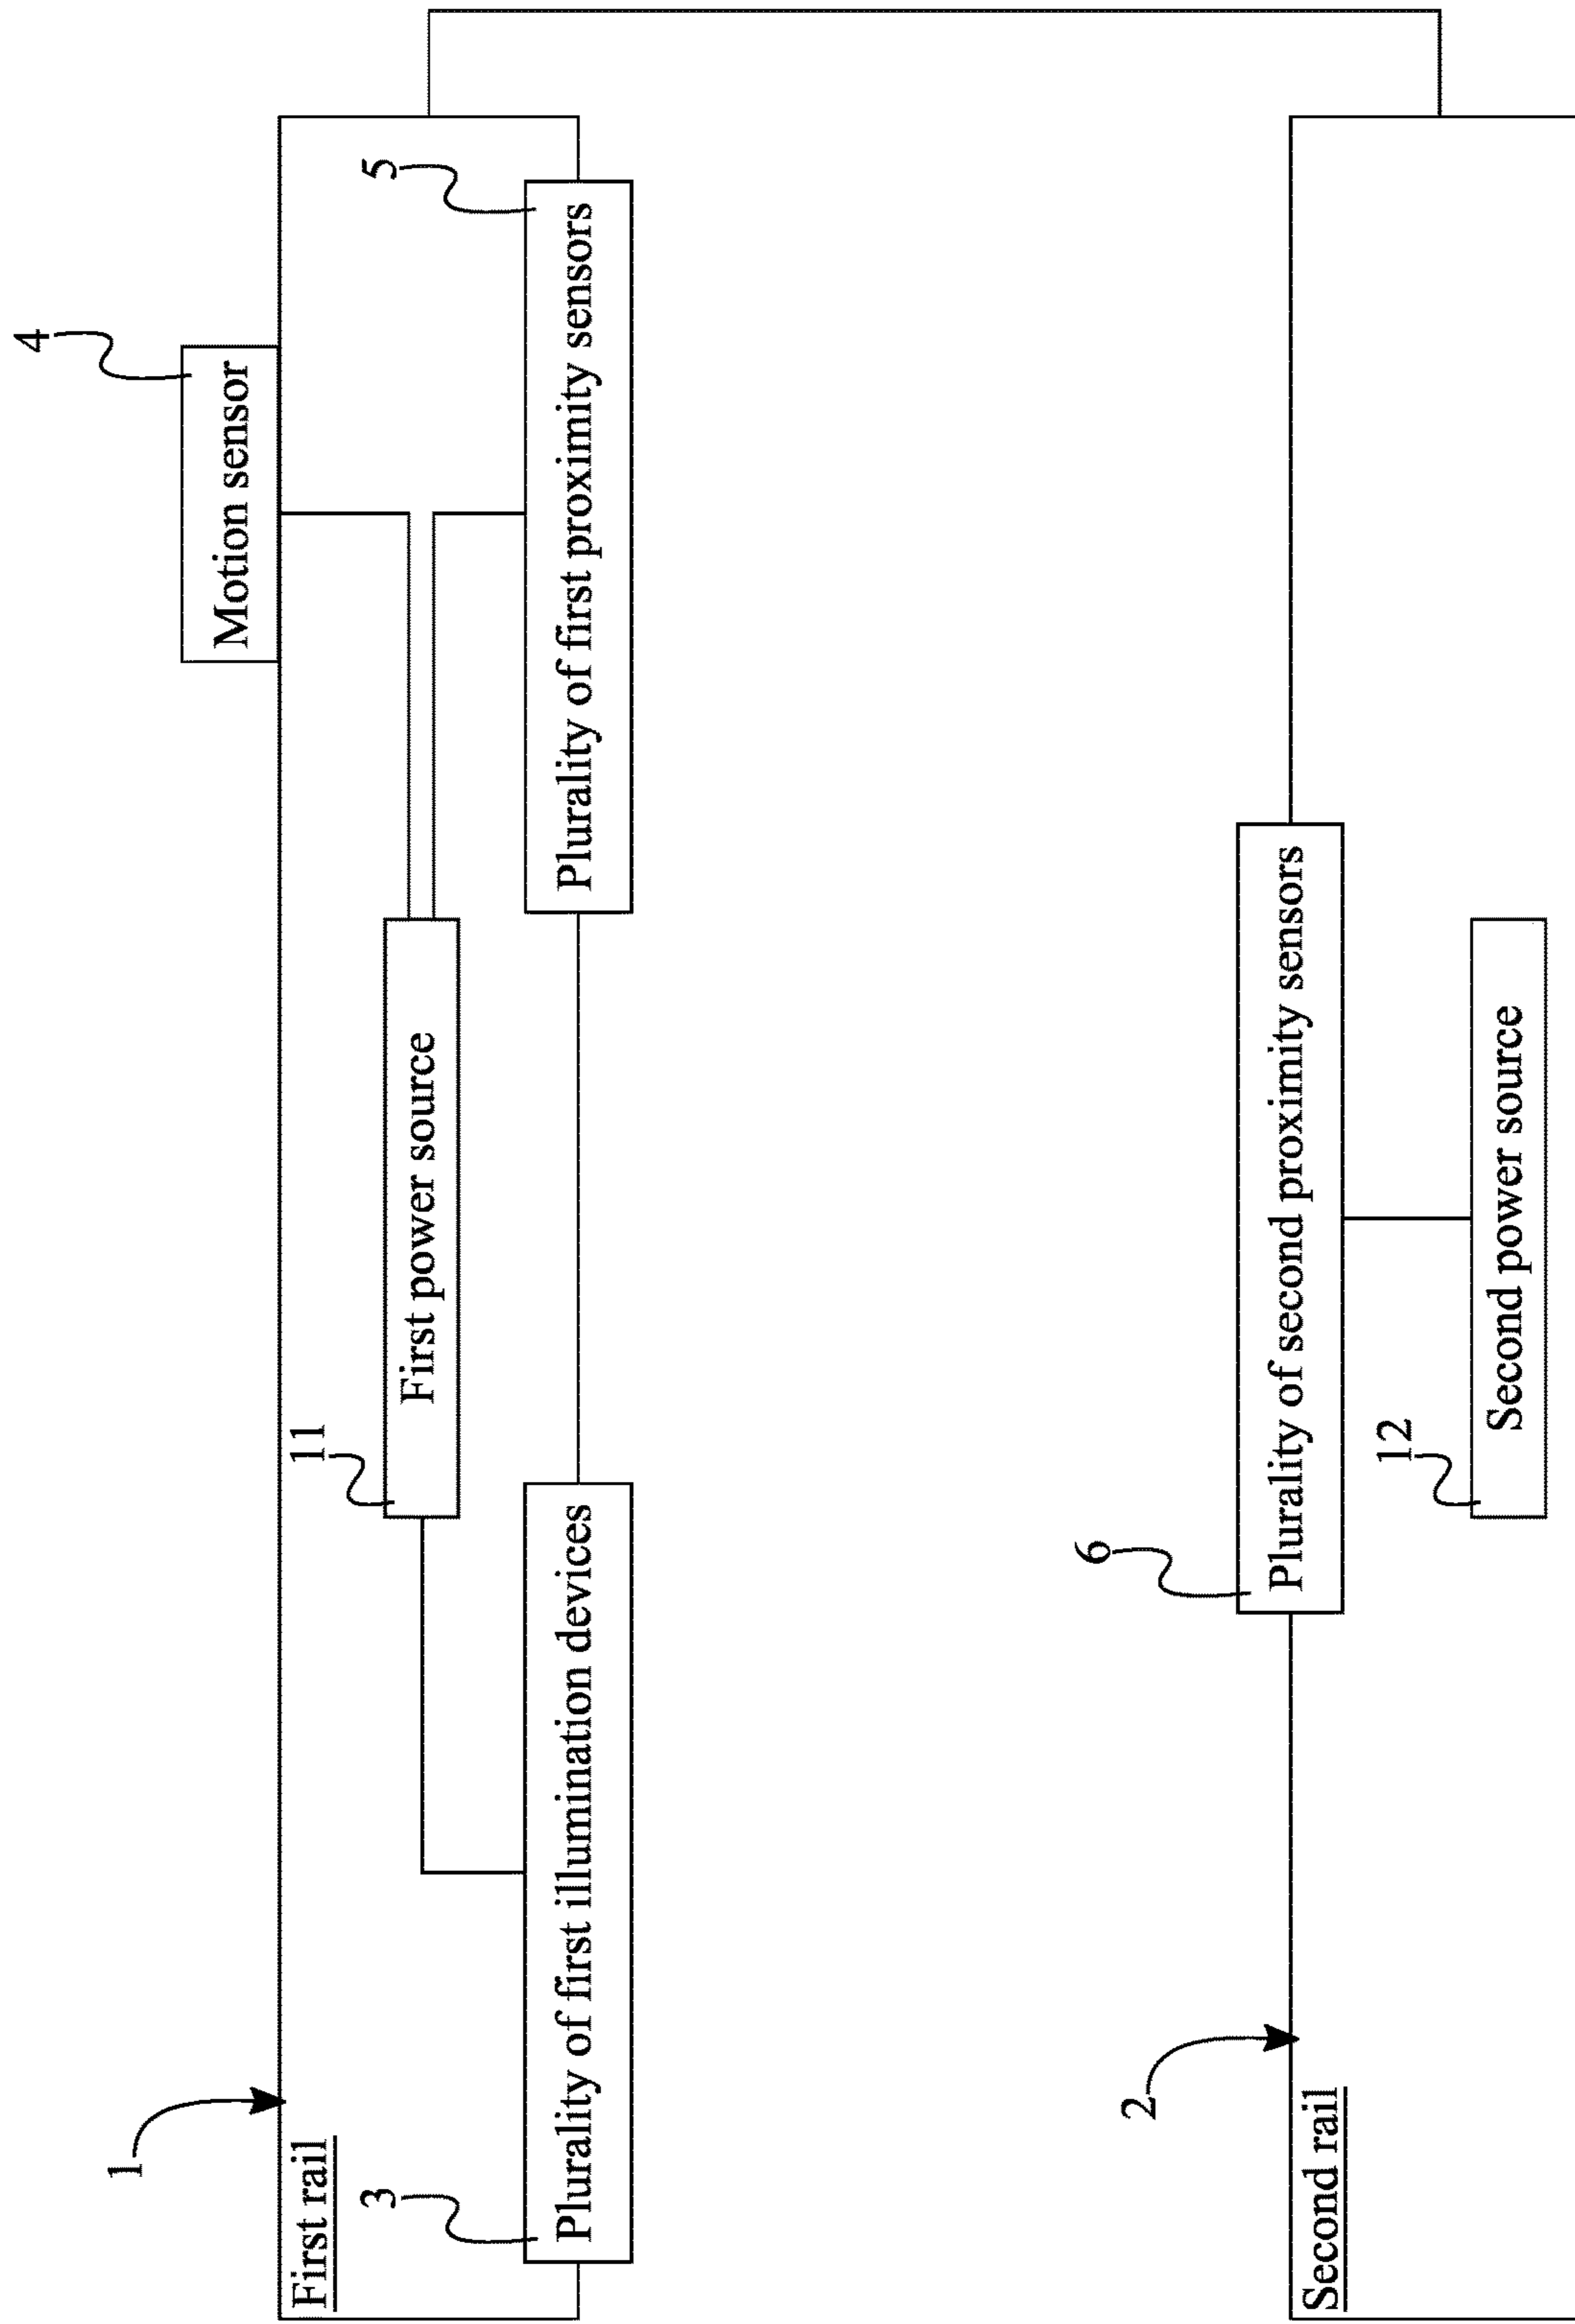 4
Motion sensor
1
First rail
11
First power source
5
3
Plurality of first illumination devices
Plurality of first proximity sensors
6
2
Second rail
Plurality of second proximity sensors
12
Second power source